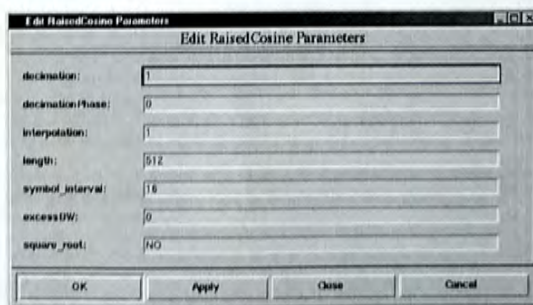 Edit RaisedCosine Parameters
Edit RaisedCosine Parameters
decimation: 1
decimationPhase: 0
interpolation: 1
length: 512
symbol_interval: 16
excessBW: 0
square_root: NO
OK Apply Close Cancel